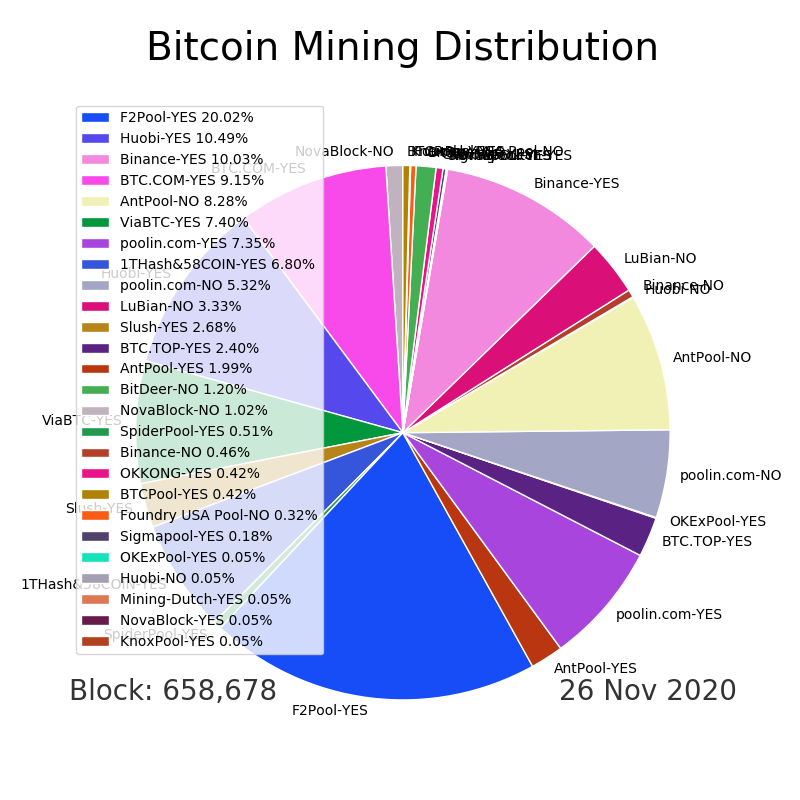 Bitcoin Mining Distribution
F2Pool-YES 20.02%
Huobi-YES 10.49%
Binance-YES 10.03%
BTC.COM-YES 9.15%
AntPool-NO 8.28%
ViaBTC-YES 7.40%
poolin.com-YES 7.35%
1THash&58COIN-YES 6.80%
poolin.com-NO 5.32%
LuBian-NO 3.33%
Slush-YES 2.68%
BTC.TOP-YES 2.40%
AntPool-YES 1.99%
BitDeer-NO 1.20%
NovaBlock-NO 1.02%
SpiderPool-YES 0.51%
Binance-NO 0.46%
OKKONG-YES 0.42%
BTCPool-YES 0.42%
Foundry USA Pool-NO 0.32%
Sigmapool-YES 0.18%
OKExPool-YES 0.05%
Huobi-NO 0.05%
Mining-Dutch-YES 0.05%
NovaBlock-YES 0.05%
KnoxPool-YES 0.05%
NovaBlock-NO
BTC.COM-YES
Huobi-YES
ViaBTC-YES
Slush-YES
1THash&58COIN-YES
SpiderPool-YES
F2Pool-YES
AntPool-YES
poolin.com-YES
BTC.TOP-YES
OKExPool-YES
poolin.com-NO
AntPool-NO
Huobi-NO
Binance-NO
LuBian-NO
Binance-YES
Block: 658,678
26 Nov 2020